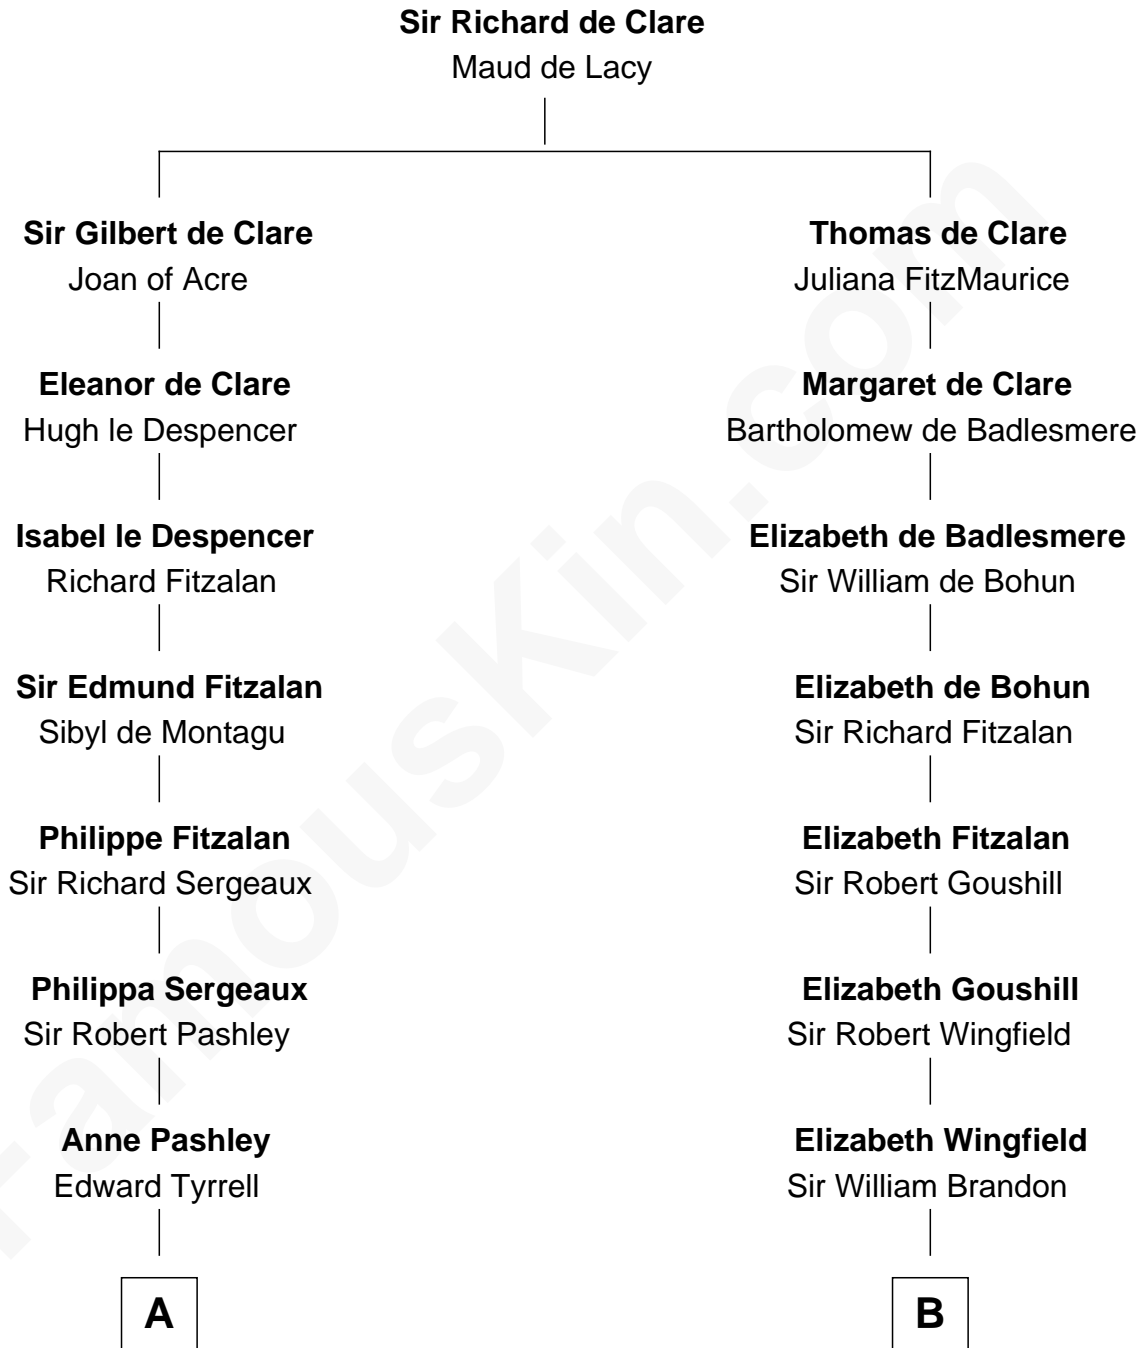 Sir Richard de Clare
Maud de Lacy
Sir Gilbert de Clare
Joan of Acre
Eleanor de Clare
Hugh le Despencer
Isabel le Despencer
Richard Fitzalan
Sir Edmund Fitzalan
Sibyl de Montagu
Philippe Fitzalan
Sir Richard Sergeaux
Philippa Sergeaux
Sir Robert Pashley
Anne Pashley
Edward Tyrrell
A
Thomas de Clare
Juliana FitzMaurice
Margaret de Clare
Bartholomew de Badlesmere
Elizabeth de Badlesmere
Sir William de Bohun
Elizabeth de Bohun
Sir Richard Fitzalan
Elizabeth Fitzalan
Sir Robert Goushill
Elizabeth Goushill
Sir Robert Wingfield
Elizabeth Wingfield
Sir William Brandon
B
FamousKin.com